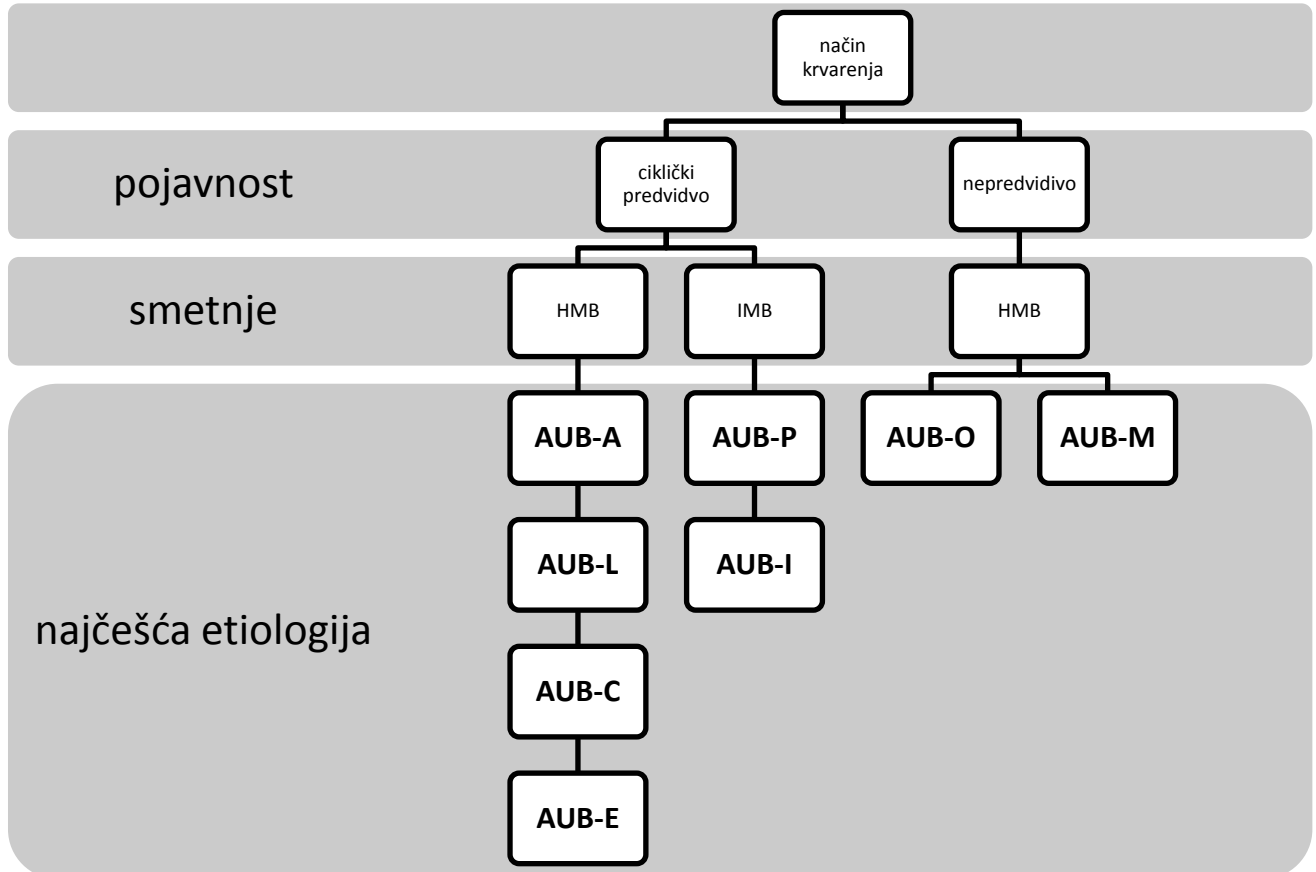 način
krvarenja
pojavnost
ciklički
predvidvo
nepredvidivo
smetnje
HMB
IMB
HMB
AUB-A
AUB-P
AUB-O
AUB-M
AUB-L
AUB-I
najčešća etiologija
AUB-C
AUB-E